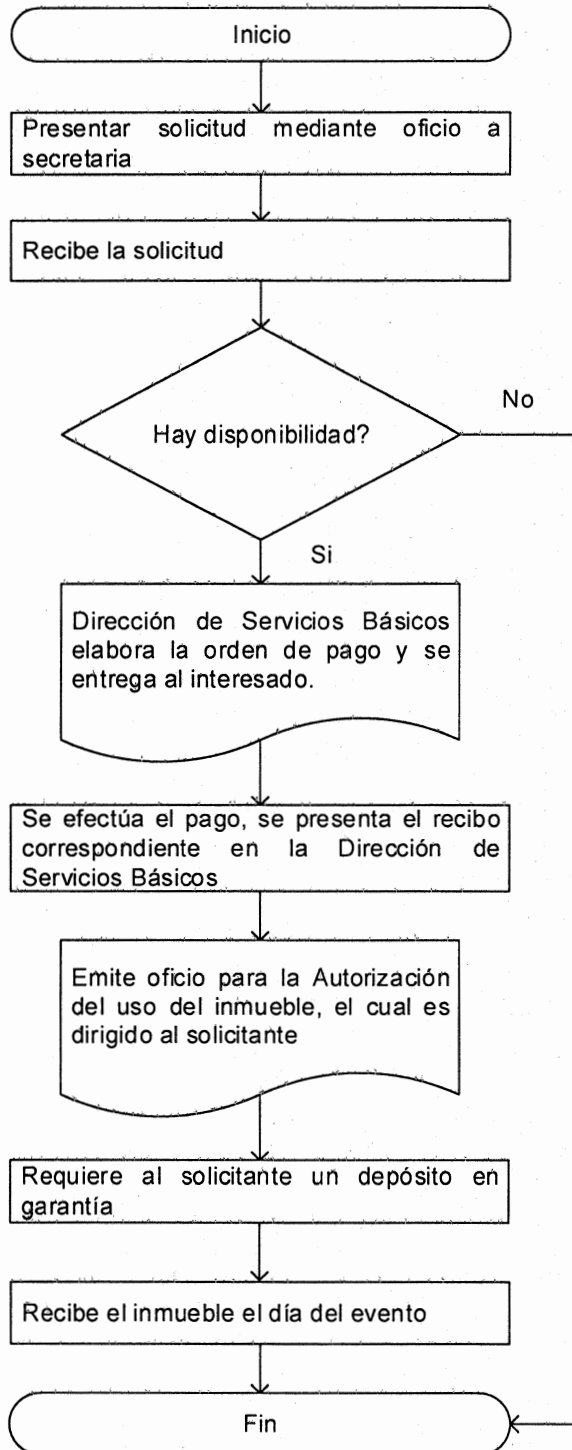 Inicio
Presentar solicitud mediante oficio a
secretaria
Recibe la solicitud
Hay disponibilidad?
No
Si
Dirección de Servicios Básicos
elabora la orden de pago y se
entrega al interesado.
Se efectúa el pago, se presenta el recibo
correspondiente en la Dirección de
Servicios Básicos
Emite oficio para la Autorización
del uso del inmueble, el cual es
dirigido al solicitante
Requiere al solicitante un depósito en
garantía
Recibe el inmueble el día del evento
Fin